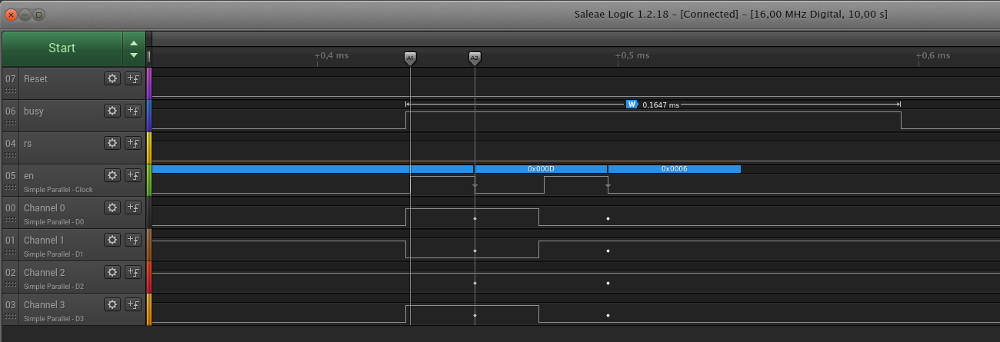 Saleae Logic 1.2.18 – [Connected] – [16,00 MHz Digital, 10,00 s]
Start
+0,4 ms
+0,5 ms
+0,6 ms
A1
A2
07 Reset
06 busy
W 0,1647 ms
04 rs
05 en
Simple Parallel - Clock
0x000D
0x0006
00 Channel 0
Simple Parallel - D0
01 Channel 1
Simple Parallel - D1
02 Channel 2
Simple Parallel - D2
03 Channel 3
Simple Parallel - D3